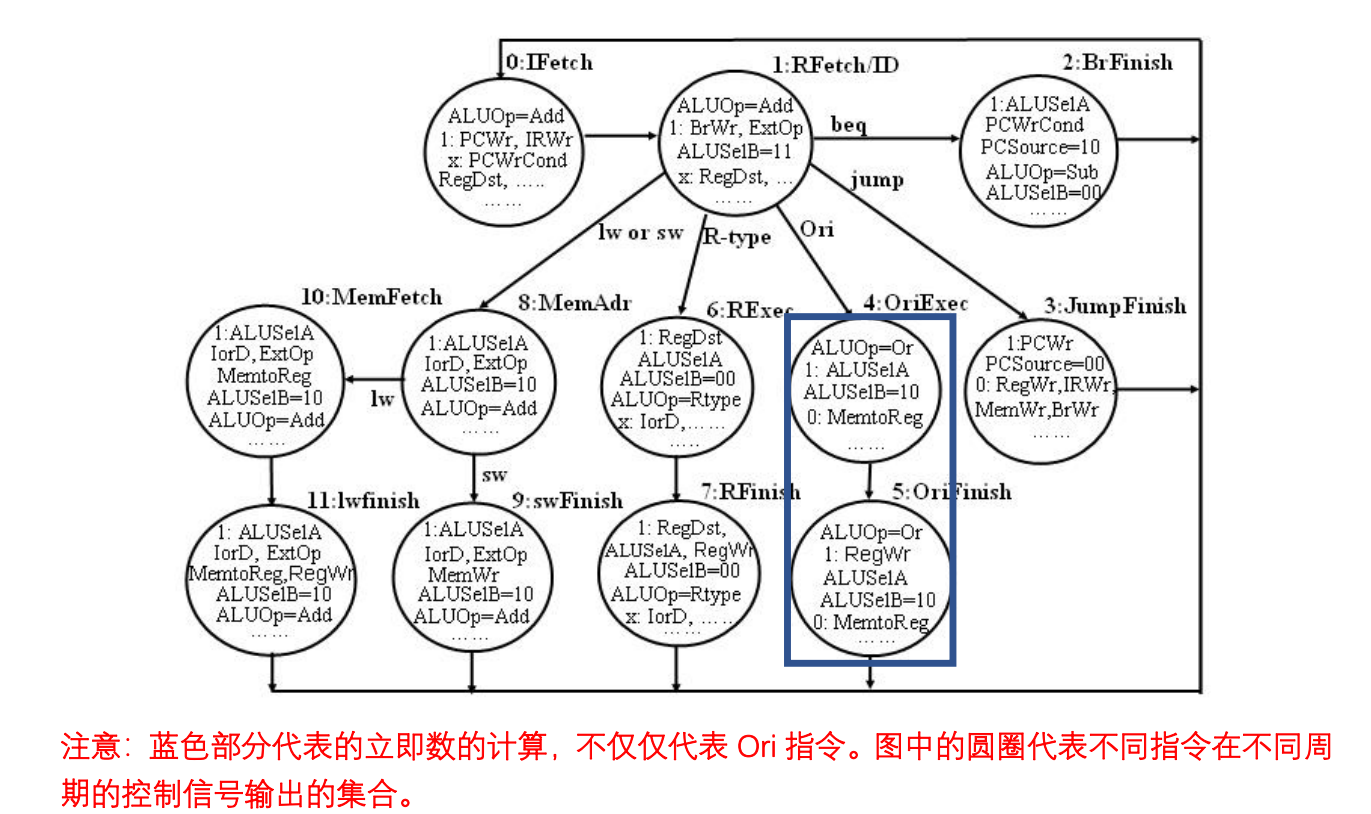 0:IFetch
ALUOp=Add
1: PCWr, IRWr
x: PCWrCond
RegDst, .....
......
1:RFetch/ID
ALUOp=Add
1: BrWr, ExtOp
ALUSelB=11
x: RegDst, ...
......
beq
jump
2:BrFinish
1:ALUSelA
PCWrCond
PCSource=10
ALUOp=Sub
ALUSelB=00
......
lw or sw
R-type
Ori
10:MemFetch
1:ALUSelA
IorD,ExtOp
MemtoReg
ALUSelB=10
ALUOp=Add
......
lw
8:MemAdr
1:ALUSelA
IorD,ExtOp
ALUSelB=10
ALUOp=Add
......
sw
6:RExec
1: RegDst
ALUSelA
ALUSelB=00
ALUOp=Rtype
x: IorD,......
.....
4:OriExec
ALUOp=Or
1: ALUSelA
ALUSelB=10
0: MemtoReg
......
3:JumpFinish
1:PCWr
PCSource=00
0: RegWr,IRWr,
MemWr,BrWr
......
11:lwfinish
1: ALUSelA
IorD, ExtOp
MemtoReg,RegWr
ALUSelB=10
ALUOp=Add
......
9:swFinish
1:ALUSelA
IorD,ExtOp
MemWr
ALUSelB=10
ALUOp=Add
......
7:RFinish
1: RegDst,
ALUSelA, RegWr
ALUSelB=00
ALUOp=Rtype
x: IorD, .....
......
5:OriFinish
ALUOp=Or
1: RegWr
ALUSelA
ALUSelB=10
0: MemtoReg
......
注意：蓝色部分代表的立即数的计算，不仅仅代表 Ori 指令。图中的圆圈代表不同指令在不同周
期的控制信号输出的集合。